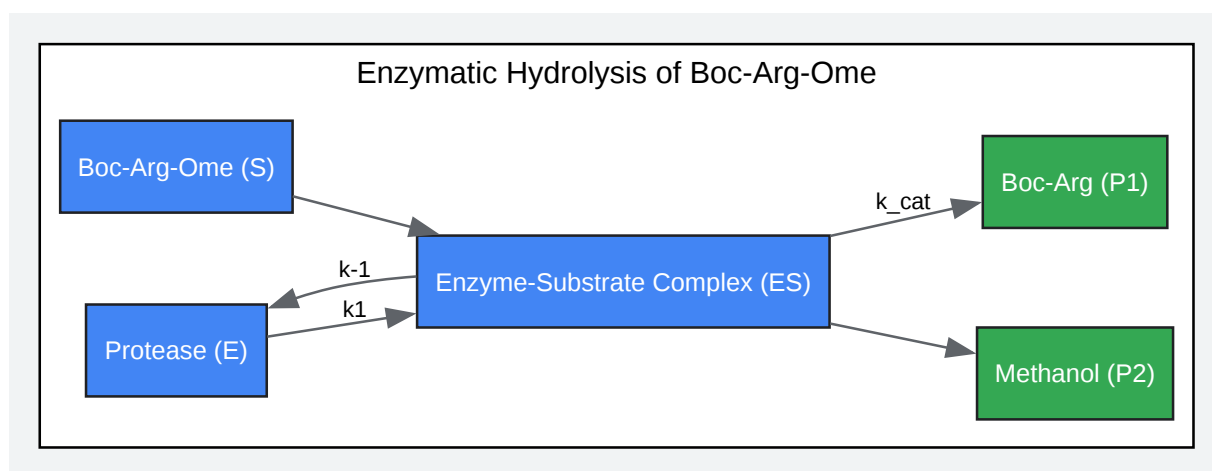 Enzymatic Hydrolysis of Boc-Arg-Ome
Boc-Arg-Ome (S)
Boc-Arg (P1)
k_cat
k-1
Enzyme-Substrate Complex (ES)
k1
Protease (E)
Methanol (P2)